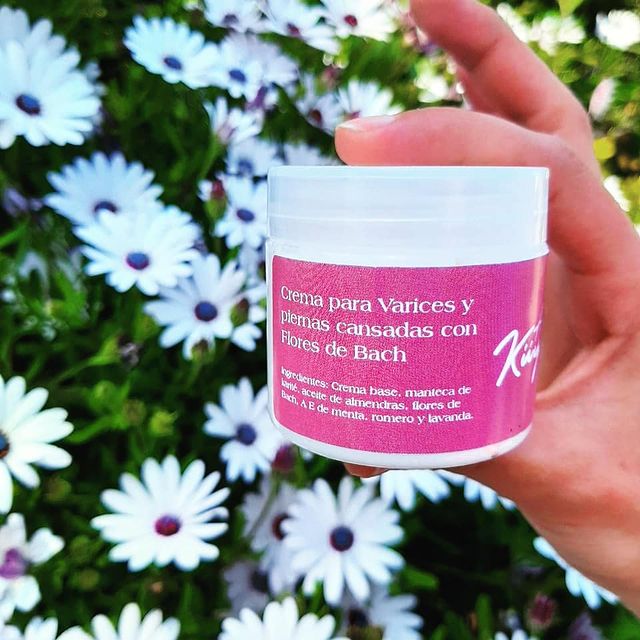 Crema para Varices y
piernas cansadas con
Flores de Bach
Ingredientes: Crema base, manteca de
karité, aceite de almendras, flores de
Bach, A E de menta, romero y lavanda.